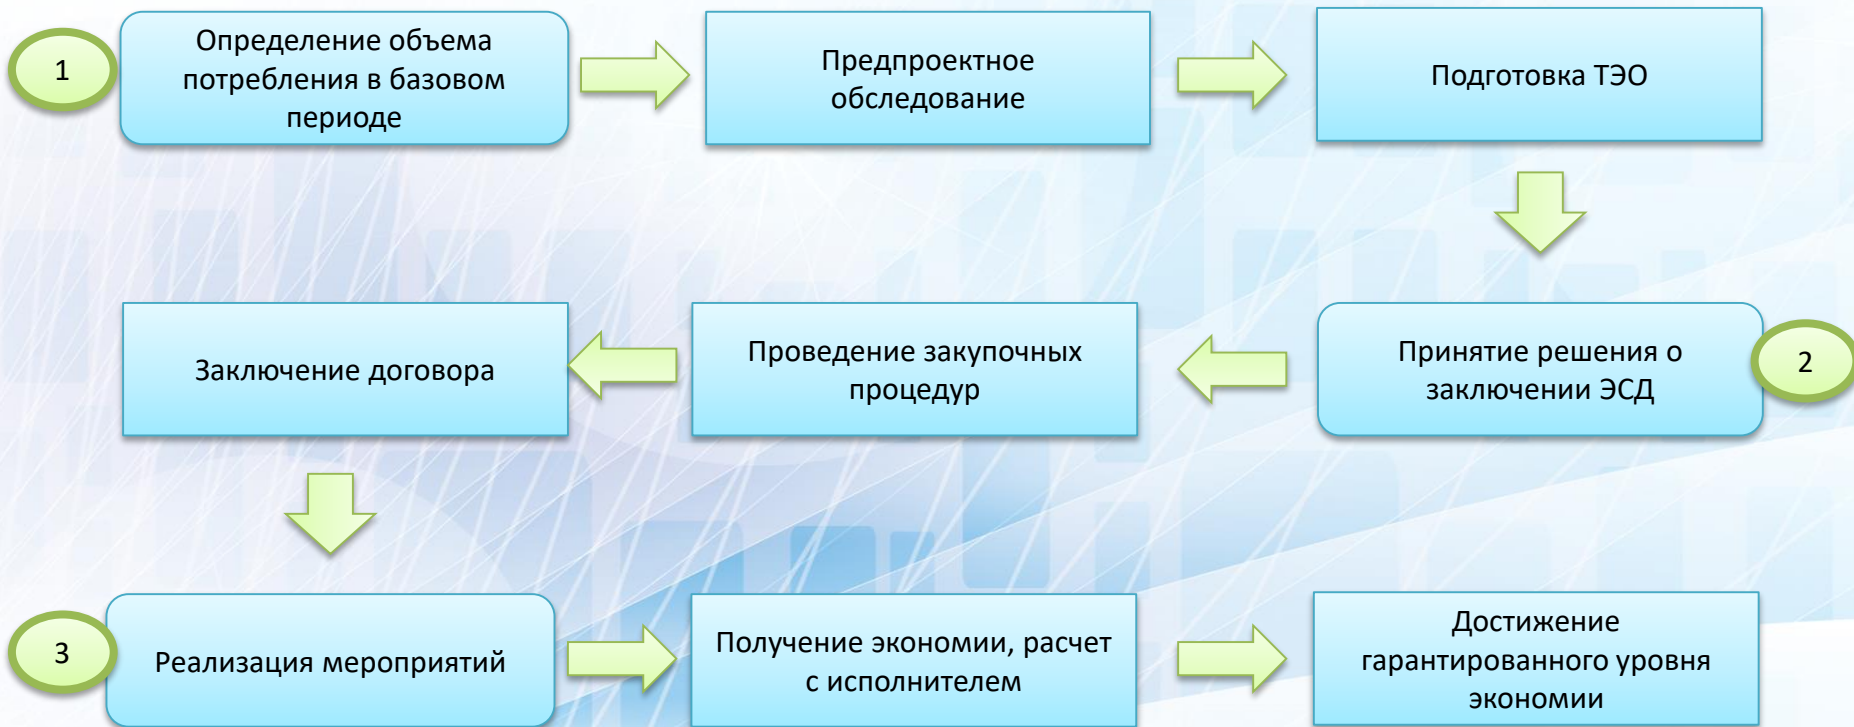 1
Определение объема
потребления в базовом
периоде
Предпроектное
обследование
Подготовка ТЭО
2
Принятие решения о
заключении ЭСД
Проведение закупочных
процедур
Заключение договора
3
Реализация мероприятий
Получение экономии, расчет
с исполнителем
Достижение
гарантированного уровня
экономии